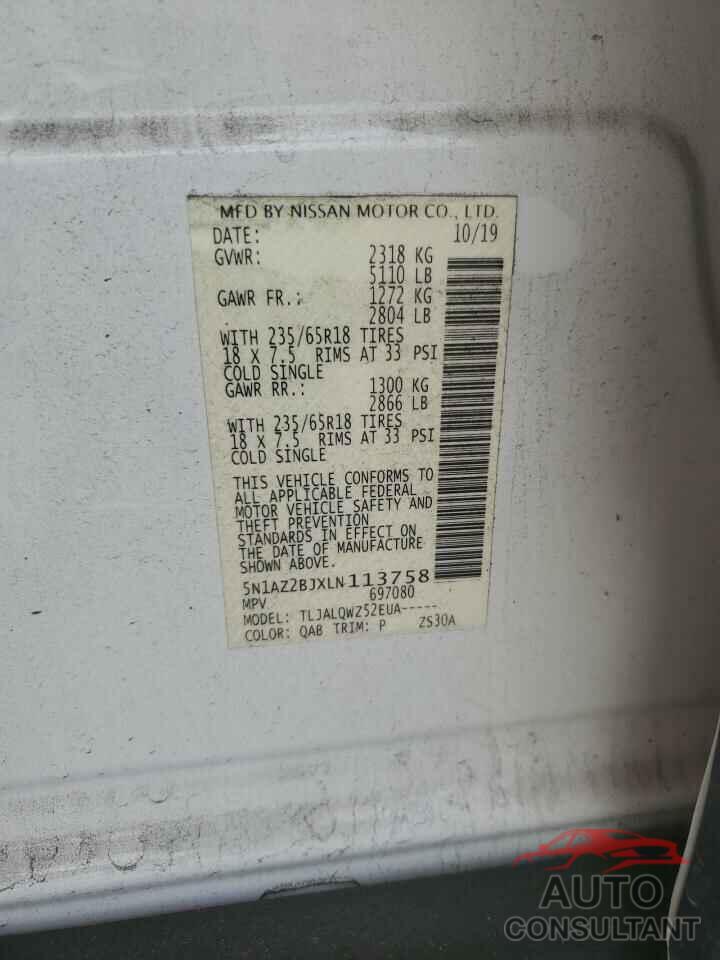 MFD BY NISSAN MOTOR CO., LTD.
DATE: 10/19
GVWR: 2318 KG
5110 LB
GAWR FR.: 1272 KG
2804 LB
WITH 235/65R18 TIRES
18 X 7.5 RIMS AT 33 PSI
COLD SINGLE
GAWR RR.: 1300 KG
2866 LB
WITH 235/65R18 TIRES
18 X 7.5 RIMS AT 33 PSI
COLD SINGLE
THIS VEHICLE CONFORMS TO
ALL APPLICABLE FEDERAL
MOTOR VEHICLE SAFETY AND
THEFT PREVENTION
STANDARDS IN EFFECT ON
THE DATE OF MANUFACTURE
SHOWN ABOVE.
5N1AZ2BJXLN113758
MPV 697080
MODEL: TLJALQWZ52EUA-----
COLOR: QAB TRIM: P ZS30A
AUTO
CONSULTANT